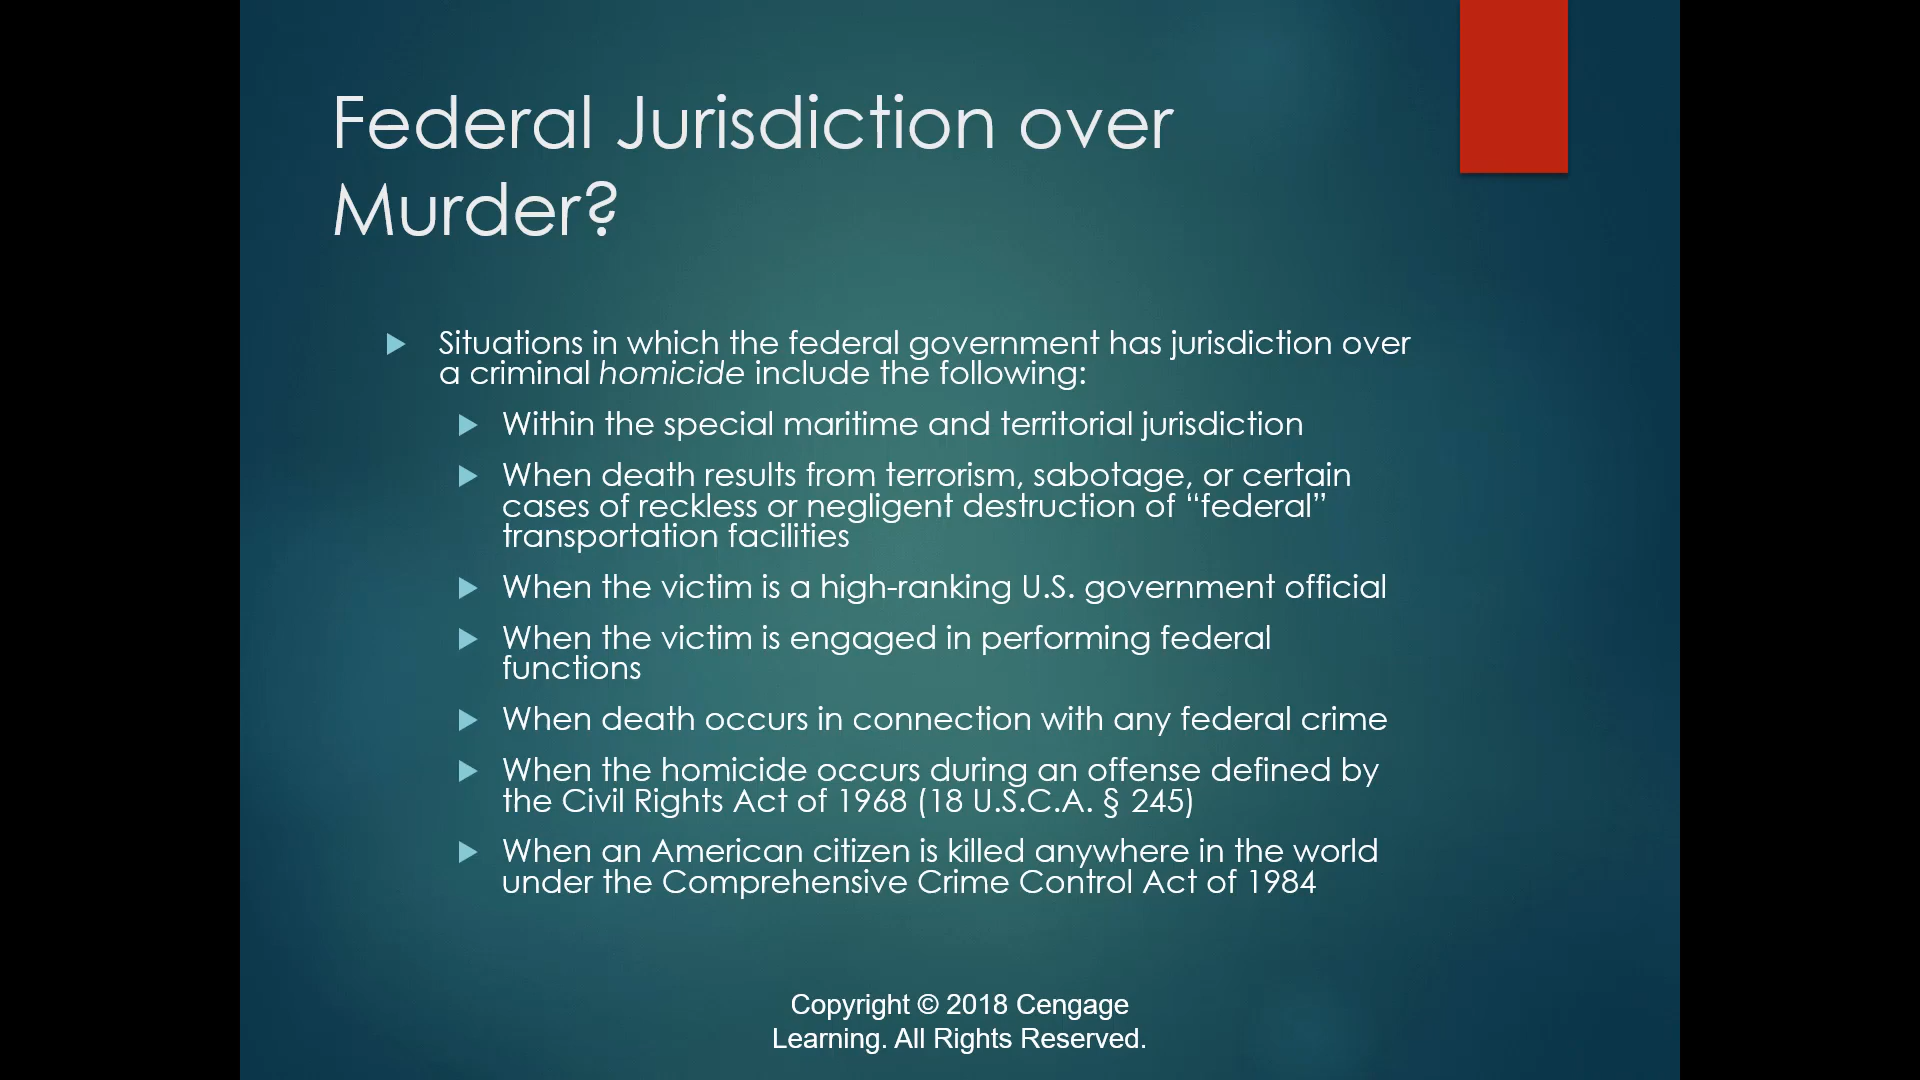 Federal Jurisdiction over
Murder?
Situations in which the federal government has jurisdiction over
a criminal homicide include the following:
Within the special maritime and territorial jurisdiction
When death results from terrorism, sabotage, or certain
cases of reckless or negligent destruction of “federal”
transportation facilities
When the victim is a high-ranking U.S. government official
When the victim is engaged in performing federal
functions
When death occurs in connection with any federal crime
When the homicide occurs during an offense defined by
the Civil Rights Act of 1968 (18 U.S.C.A. § 245)
When an American citizen is killed anywhere in the world
under the Comprehensive Crime Control Act of 1984
Copyright © 2018 Cengage
Learning. All Rights Reserved.